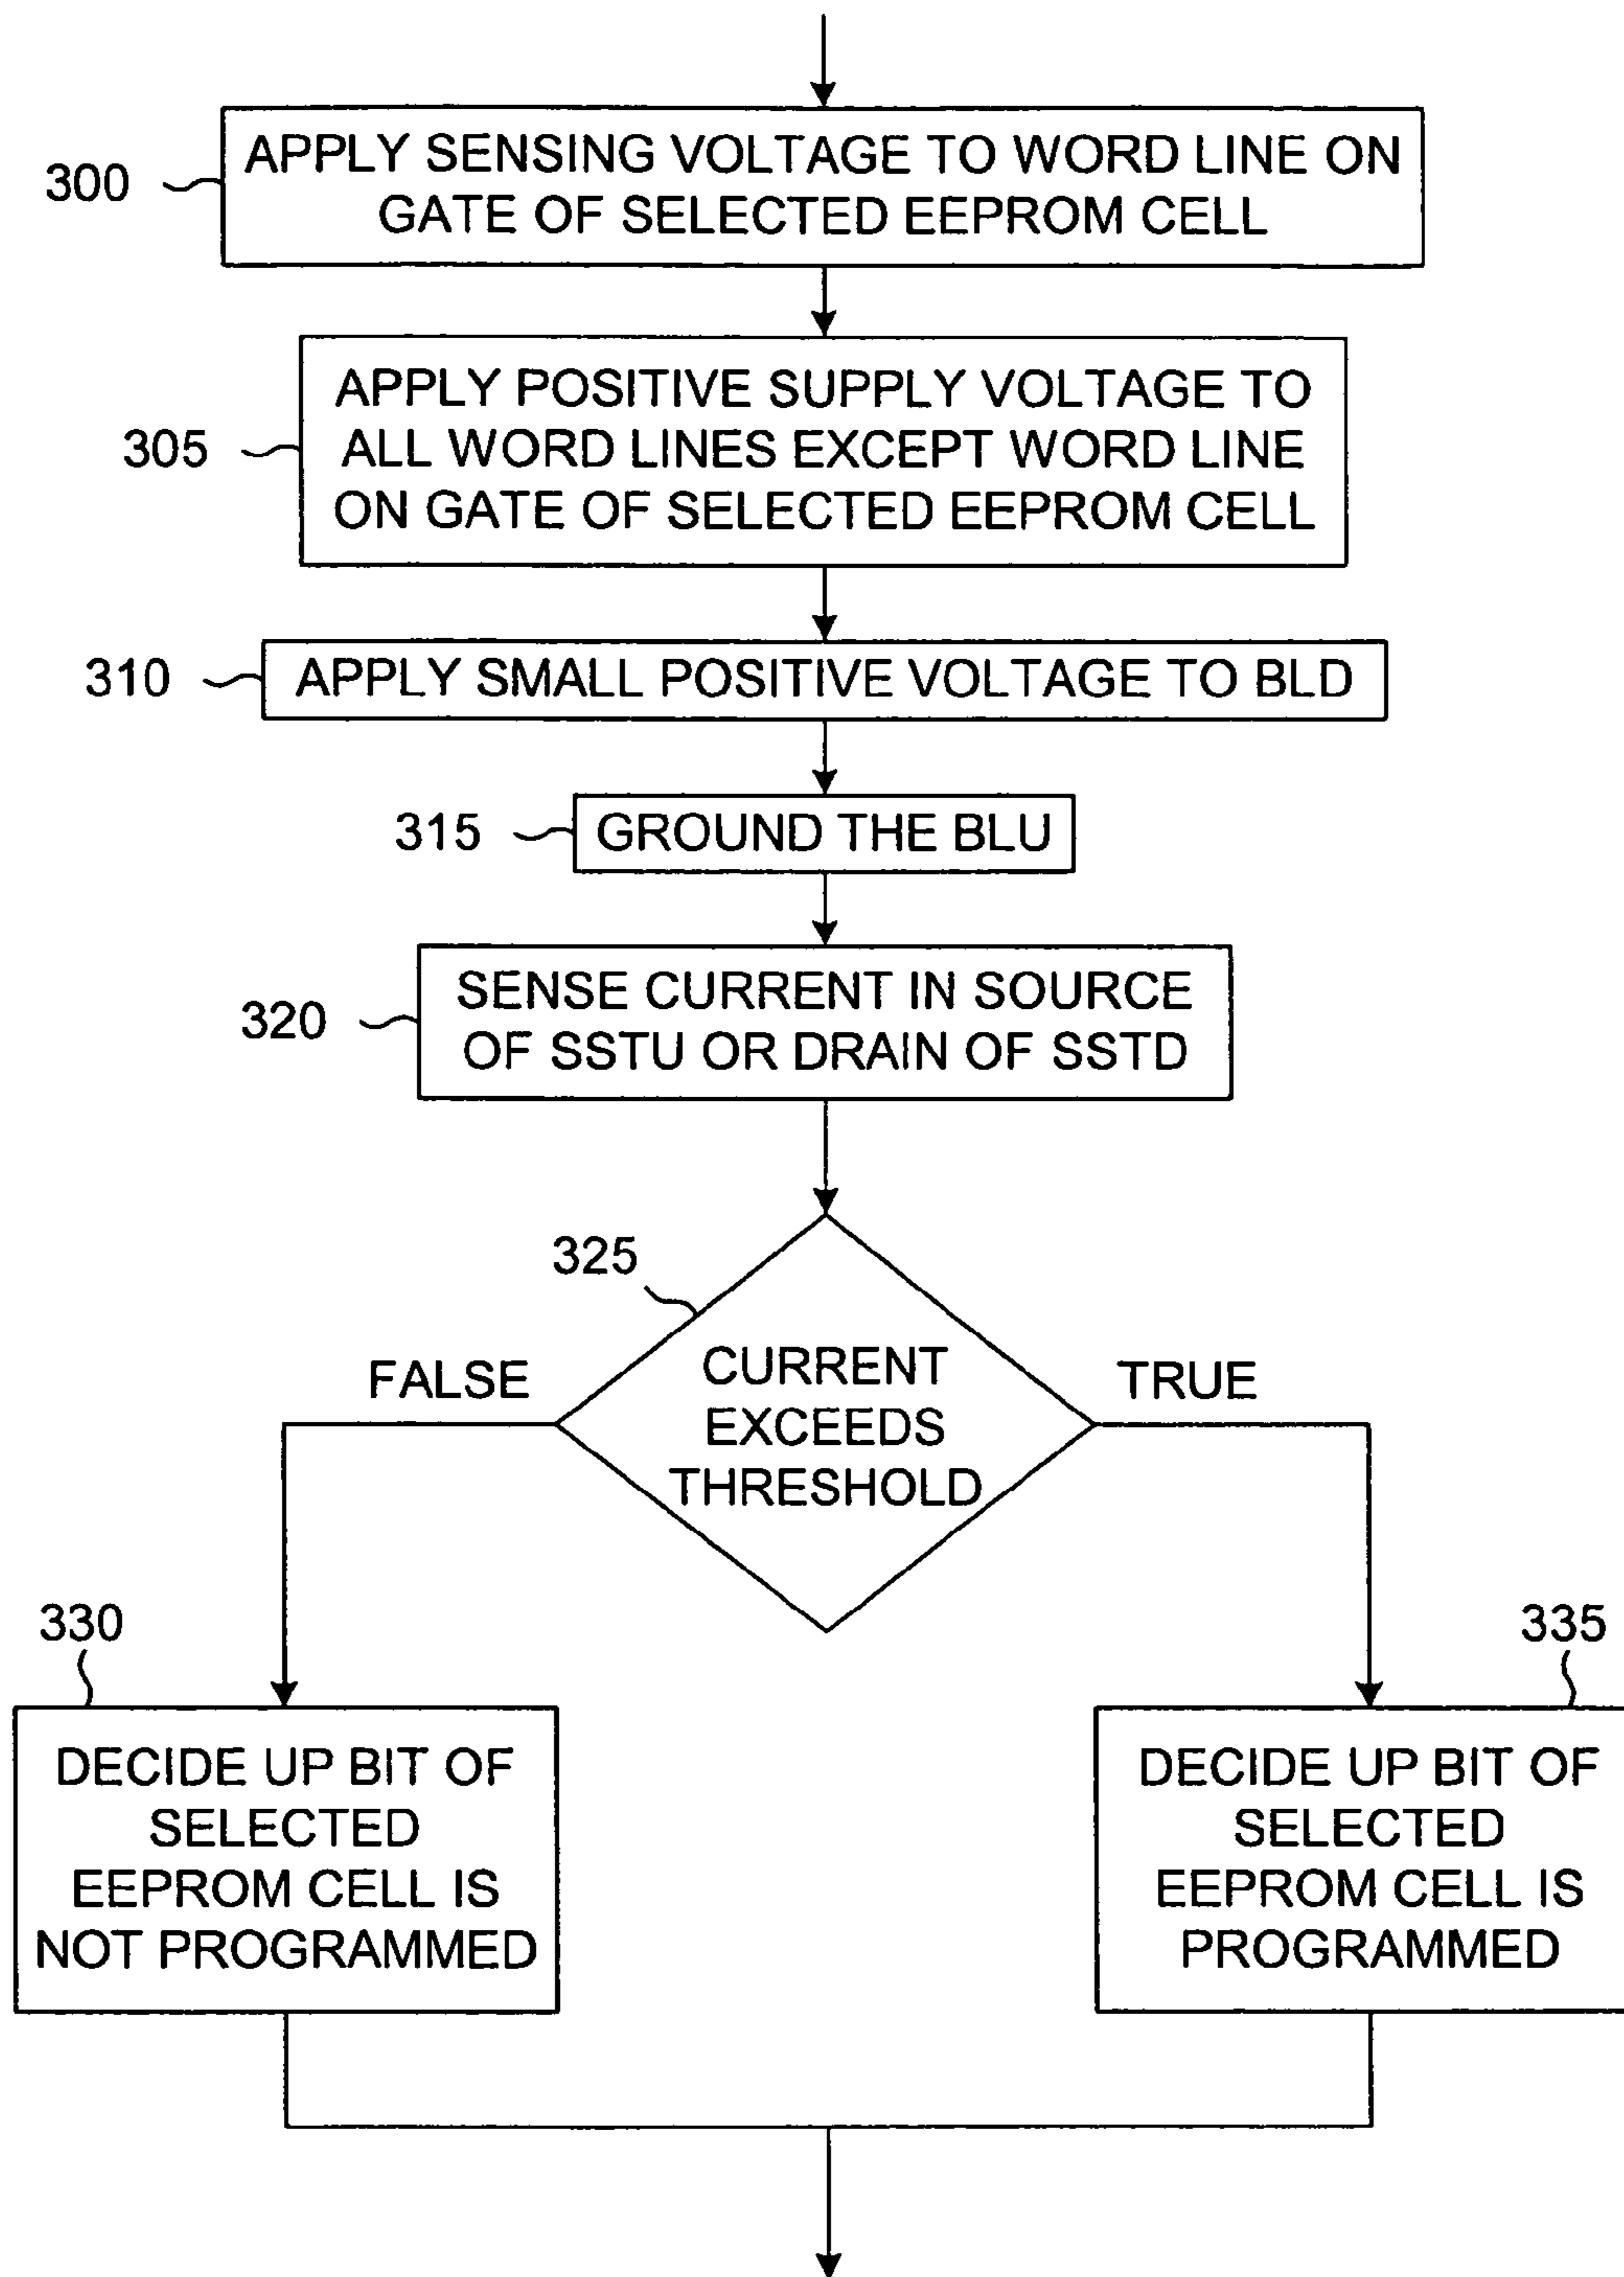 300
APPLY SENSING VOLTAGE TO WORD LINE ON
GATE OF SELECTED EEPROM CELL
305
APPLY POSITIVE SUPPLY VOLTAGE TO
ALL WORD LINES EXCEPT WORD LINE
ON GATE OF SELECTED EEPROM CELL
310
APPLY SMALL POSITIVE VOLTAGE TO BLD
315
GROUND THE BLU
320
SENSE CURRENT IN SOURCE
OF SSTU OR DRAIN OF SSTD
325
CURRENT
EXCEEDS
THRESHOLD
FALSE
TRUE
330
DECIDE UP BIT OF
SELECTED
EEPROM CELL IS
NOT PROGRAMMED
335
DECIDE UP BIT OF
SELECTED
EEPROM CELL IS
PROGRAMMED